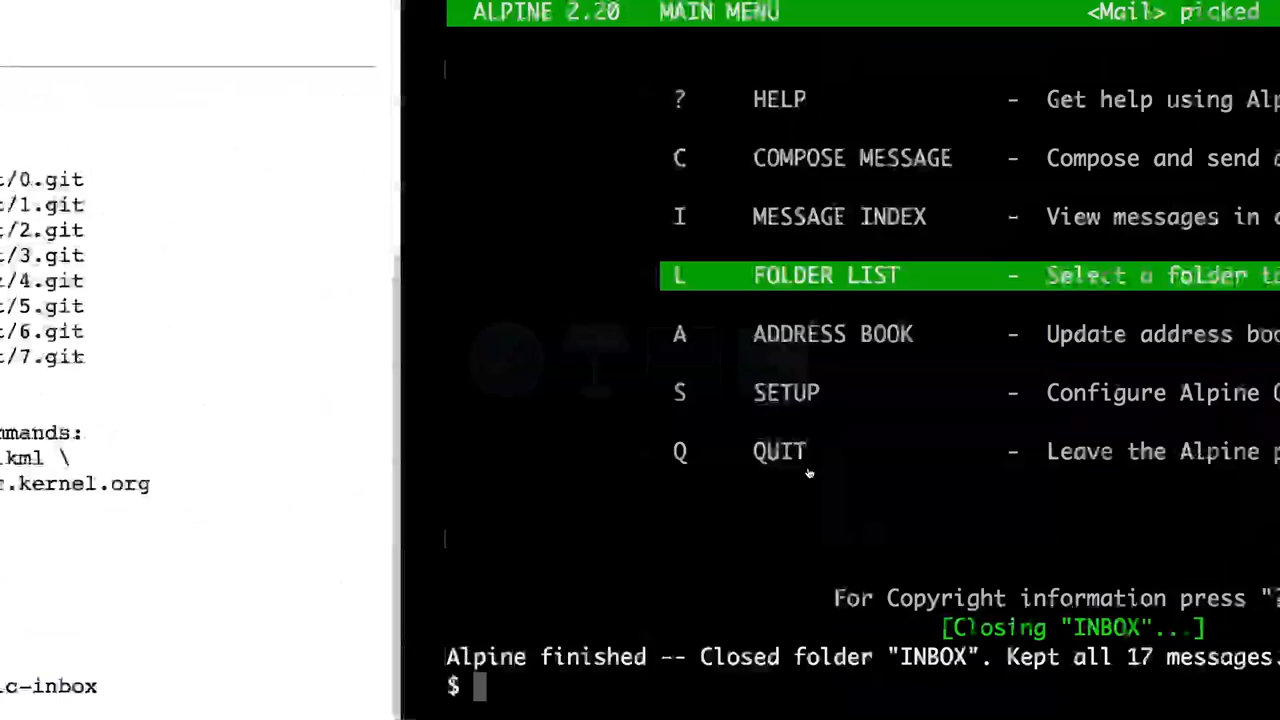 /0.git
/1.git
/2.git
/3.git
/4.git
/5.git
/6.git
/7.git
mmands:
kml \
.kernel.org
c-inbox
ALPINE 2.20 MAIN MENU <Mail> picked
? HELP - Get help using Alp
C COMPOSE MESSAGE - Compose and send
I MESSAGE INDEX - View messages in
L FOLDER LIST - Select a folder to
A ADDRESS BOOK - Update address boo
S SETUP - Configure Alpine
Q QUIT - Leave the Alpine p
For Copyright information press "?
[Closing "INBOX"...]
Alpine finished -- Closed folder "INBOX". Kept all 17 messages.
$